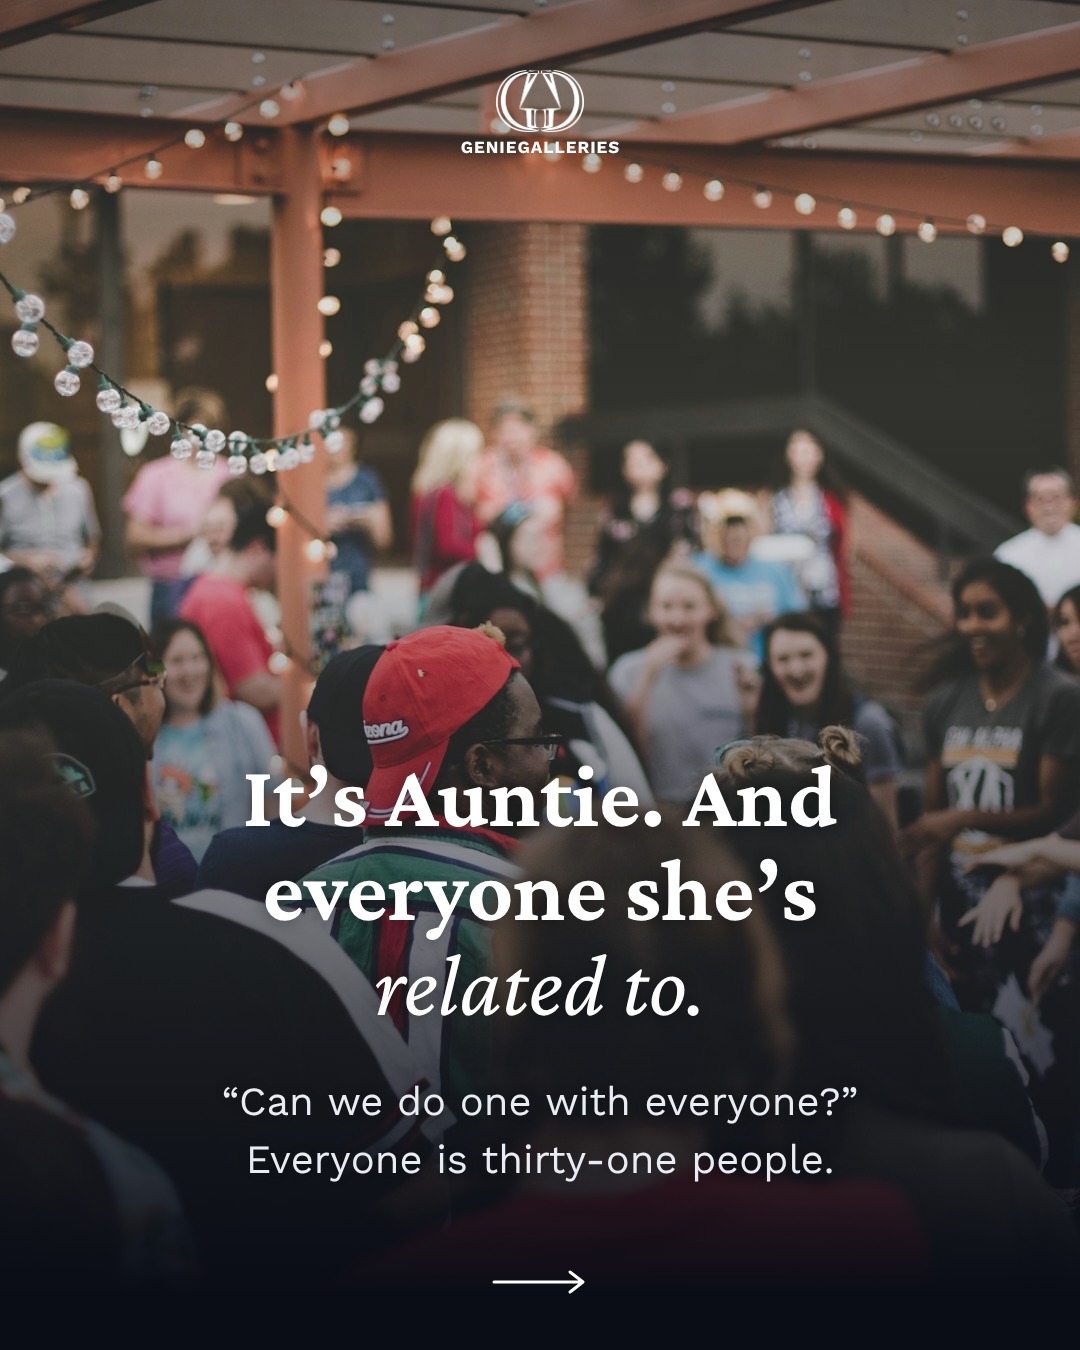 GENIEGALLERIES
It’s Auntie. And
everyone she’s
related to.
“Can we do one with everyone?”
Everyone is thirty-one people.